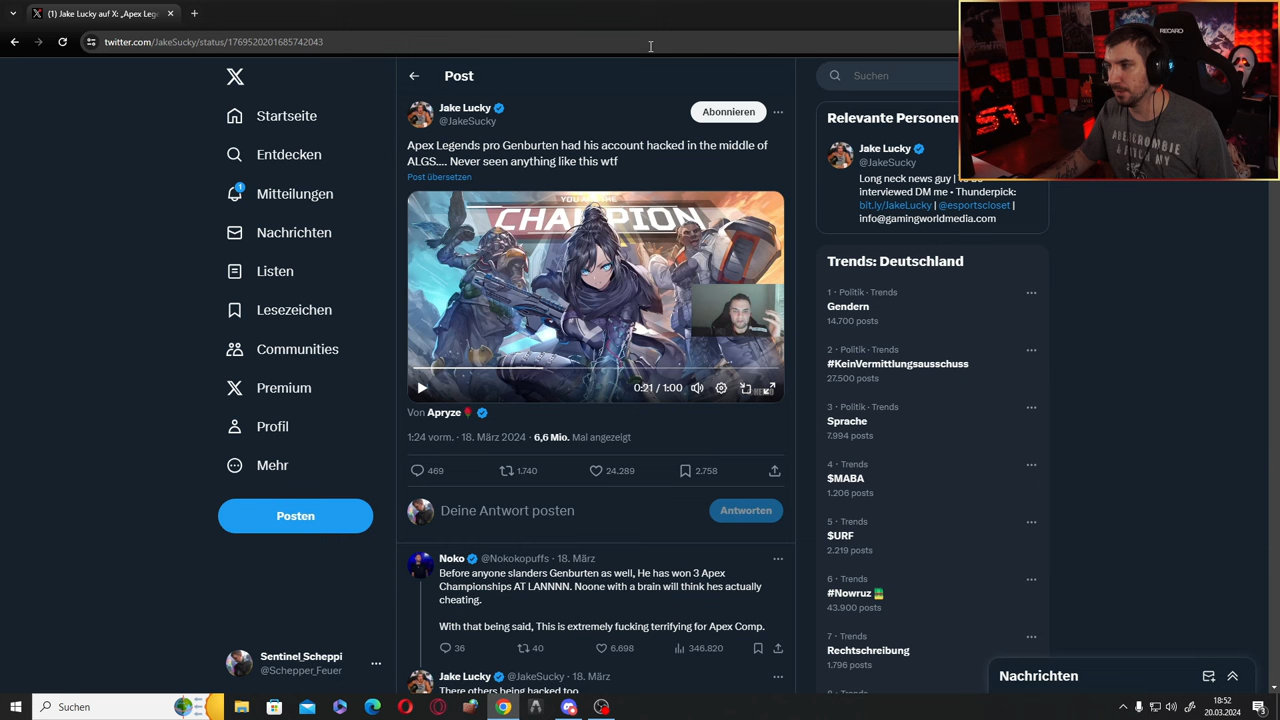 (1) Jake Lucky auf X: „Apex Leg
twitter.com/JakeSucky/status/1769520201685742043
Startseite
Entdecken
1
Mitteilungen
Nachrichten
Listen
Lesezeichen
Communities
Premium
Profil
Mehr
Posten
Sentinel_Scheppi
@Schepper_Feuer
Post
Jake Lucky
@JakeSucky
Abonnieren
Apex Legends pro Genburten had his account hacked in the middle of
ALGS.... Never seen anything like this wtf
Post übersetzen
CHAMPION
0:21 / 1:00
Von Apryze
1:24 vorm. · 18. März 2024 · 6,6 Mio. Mal angezeigt
469
1.740
24.289
2.758
Deine Antwort posten
Antworten
Noko @Nokokopuffs · 18. März
Before anyone slanders Genburten as well, He has won 3 Apex
Championships AT LANNNN. Noone with a brain will think hes actually
cheating.
With that being said, This is extremely fucking terrifying for Apex Comp.
36
40
6.698
346.820
Jake Lucky @JakeSucky · 18. März
There others being hacked too
Suchen
Relevante Personen
Jake Lucky
@JakeSucky
Long neck news guy |
interviewed DM me • Thunderpick:
bit.ly/JakeLucky | @esportscloset |
info@gamingworldmedia.com
Trends: Deutschland
1 · Politik · Trends
Gendern
14.700 posts
2 · Politik · Trends
#KeinVermittlungsausschuss
27.500 posts
3 · Politik · Trends
Sprache
7.994 posts
4 · Trends
$MABA
1.206 posts
5 · Trends
$URF
2.219 posts
6 · Trends
#Nowruz
43.900 posts
7 · Trends
Rechtschreibung
1.796 posts
Nachrichten
RECARO
ABERCROMBIE
Suchen
18:52
20.03.2024
3